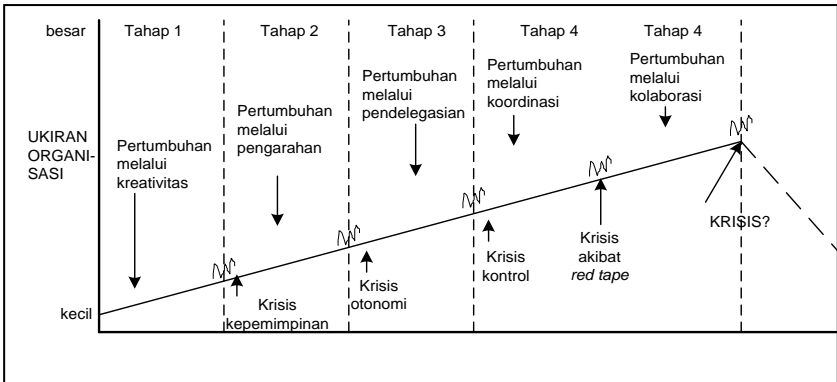 besar
Tahap 1
Tahap 2
Tahap 3
Tahap 4
Tahap 4
Pertumbuhan
melalui
kreativitas
Pertumbuhan
melalui
pengarahan
Pertumbuhan
melalui
pendelegasian
Pertumbuhan
melalui
koordinasi
Pertumbuhan
melalui
kolaborasi
UKIRAN
ORGANI-
SASI
Krisis
kepemimpinan
Krisis
otonomi
Krisis
kontrol
Krisis
akibat
red tape
KRISIS?
kecil